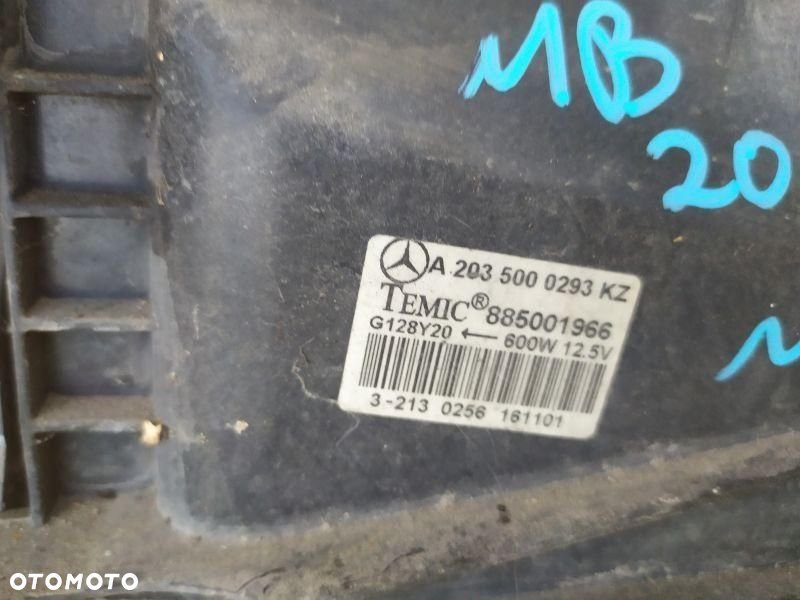 MB
20
A 203 500 0293 KZ
TEMIC® 885001966
G128Y20 ← 600W 12.5V
3-213 0256 161101
OTOMOTO